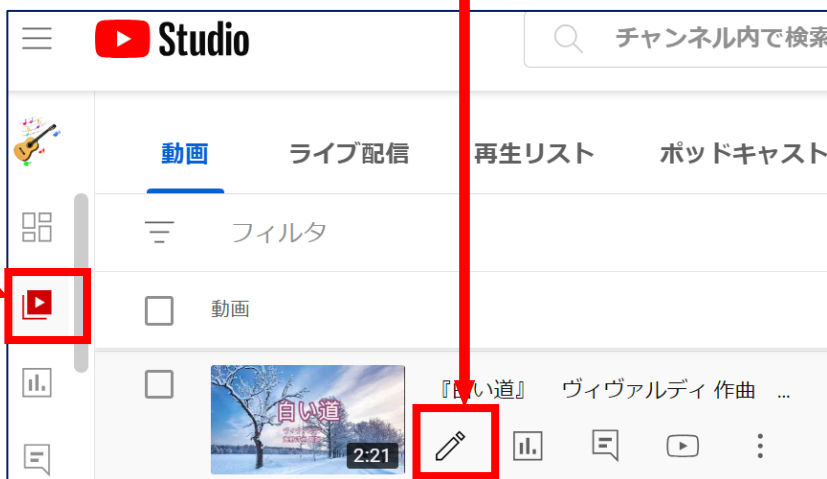 Studio
チャンネル内で検索
動画 ライブ配信 再生リスト ポッドキャスト
フィルタ
動画
『白い道』 ヴィヴァルディ 作曲 ...
白い道
2:21